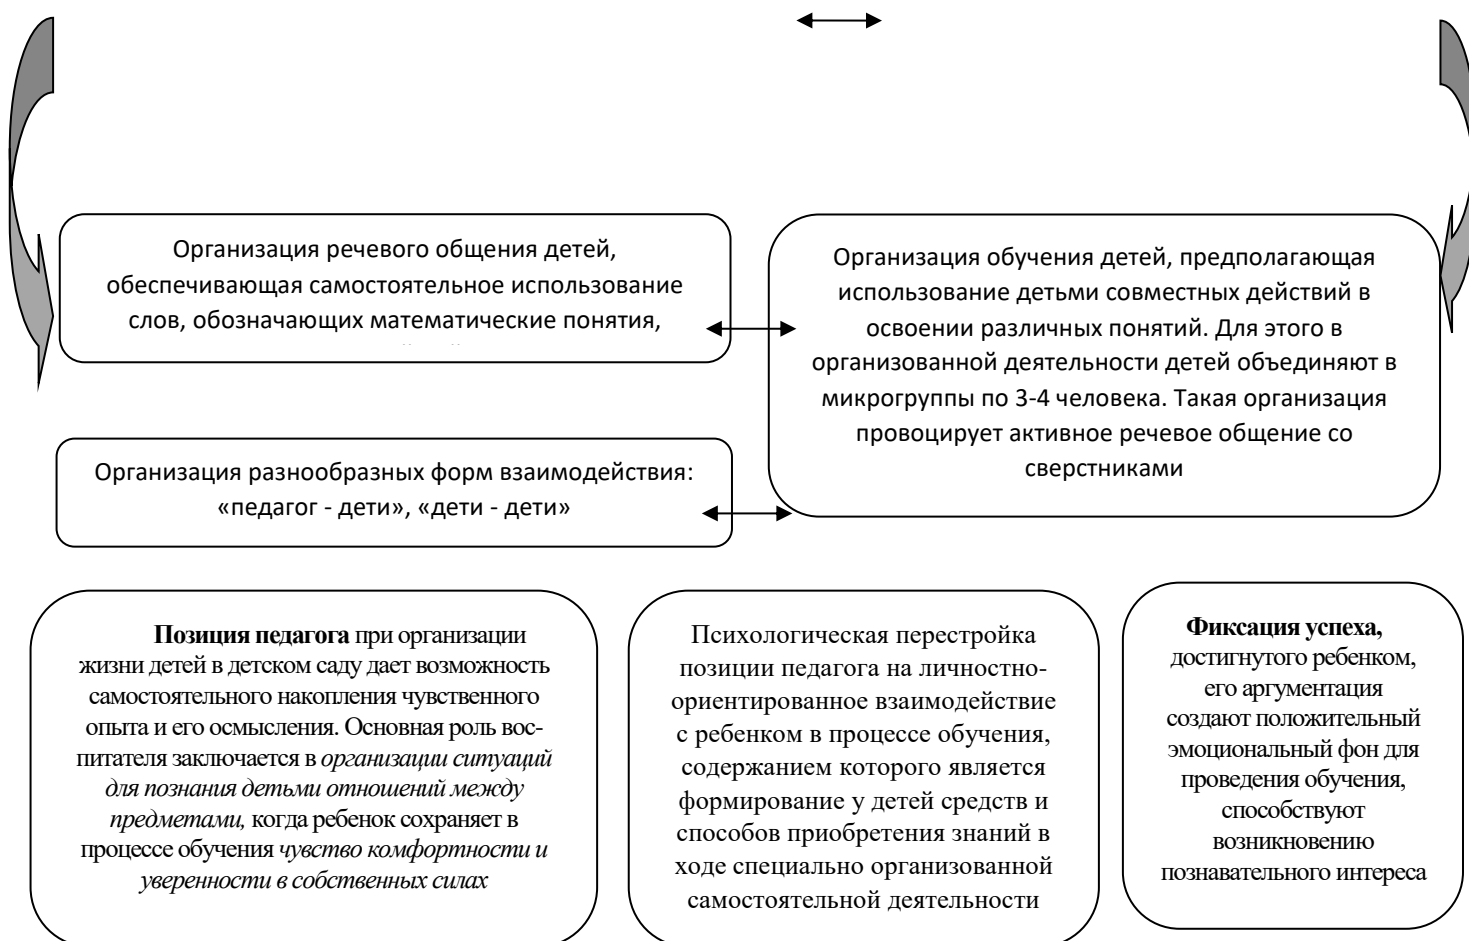 Организация речевого общения детей,
обеспечивающая самостоятельное использование
слов, обозначающих математические понятия,
Организация обучения детей, предполагающая
использование детьми совместных действий в
освоении различных понятий. Для этого в
организованной деятельности детей объединяют в
микрогруппы по 3-4 человека. Такая организация
провоцирует активное речевое общение со
сверстниками
Организация разнообразных форм взаимодействия:
«педагог - дети», «дети - дети»
Позиция педагога при организации
жизни детей в детском саду дает возможность
самостоятельного накопления чувственного
опыта и его осмысления. Основная роль вос-
питателя заключается в организации ситуаций
для познания детьми отношений между
предметами, когда ребенок сохраняет в
процессе обучения чувство комфортности и
уверенности в собственных силах
Психологическая перестройка
позиции педагога на личностно-
ориентированное взаимодействие
с ребенком в процессе обучения,
содержанием которого является
формирование у детей средств и
способов приобретения знаний в
ходе специально организованной
самостоятельной деятельности
Фиксация успеха,
достигнутого ребенком,
его аргументация
создают положительный
эмоциональный фон для
проведения обучения,
способствуют
возникновению
познавательного интереса